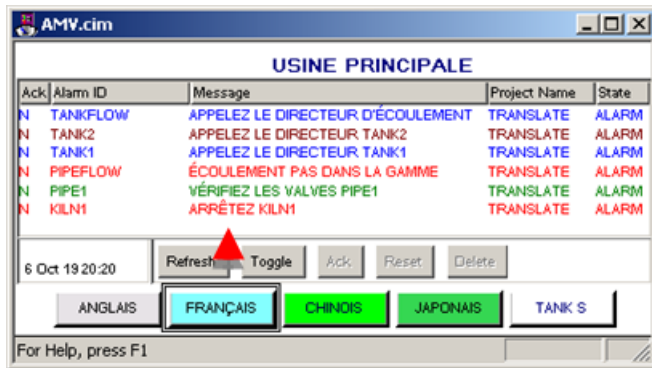 AMV.cim
USINE PRINCIPALE
Ack Alarm ID Message Project Name State
N TANKFLOW APPELEZ LE DIRECTEUR D'ÉCOULEMENT TRANSLATE ALARM
N TANK2 APPELEZ LE DIRECTEUR TANK2 TRANSLATE ALARM
N TANK1 APPELEZ LE DIRECTEUR TANK1 TRANSLATE ALARM
N PIPEFLOW ÉCOULEMENT PAS DANS LA GAMME TRANSLATE ALARM
N PIPE1 VÉRIFIEZ LES VALVES PIPE1 TRANSLATE ALARM
N KILN1 ARRÊTEZ KILN1 TRANSLATE ALARM
6 Oct 19 20:20 Refresh Toggle Ack Reset Delete
ANGLAIS FRANÇAIS CHINOIS JAPONAIS TANK S
For Help, press F1